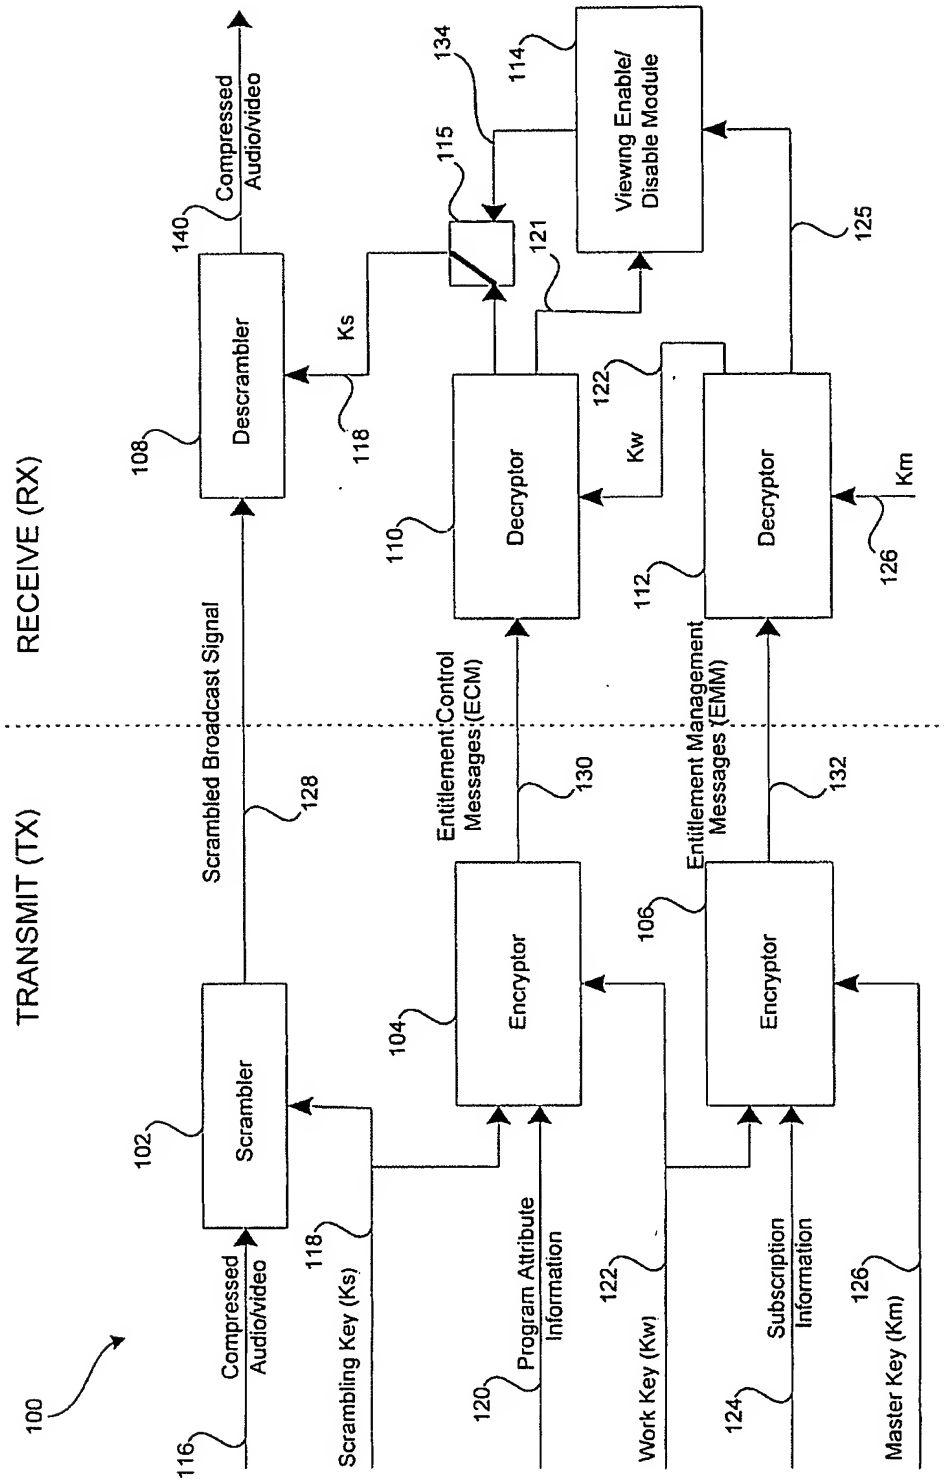 TRANSMIT (TX)
RECEIVE (RX)
100
116
Compressed
Audio/video
102
Scrambler
Scrambled Broadcast Signal
128
108
Descrambler
140
Compressed
Audio/video
Scrambling Key (Ks)
118
118
Ks
115
134
120
Program Attribute
Information
104
Encryptor
Entitlement Control
Messages (ECM)
130
110
Decryptor
121
114
Viewing Enable/
Disable Module
Work Key (Kw)
122
Kw
122
124
Subscription
Information
106
Encryptor
Entitlement Management
Messages (EMM)
132
112
Decryptor
125
Master Key (Km)
126
126
Km